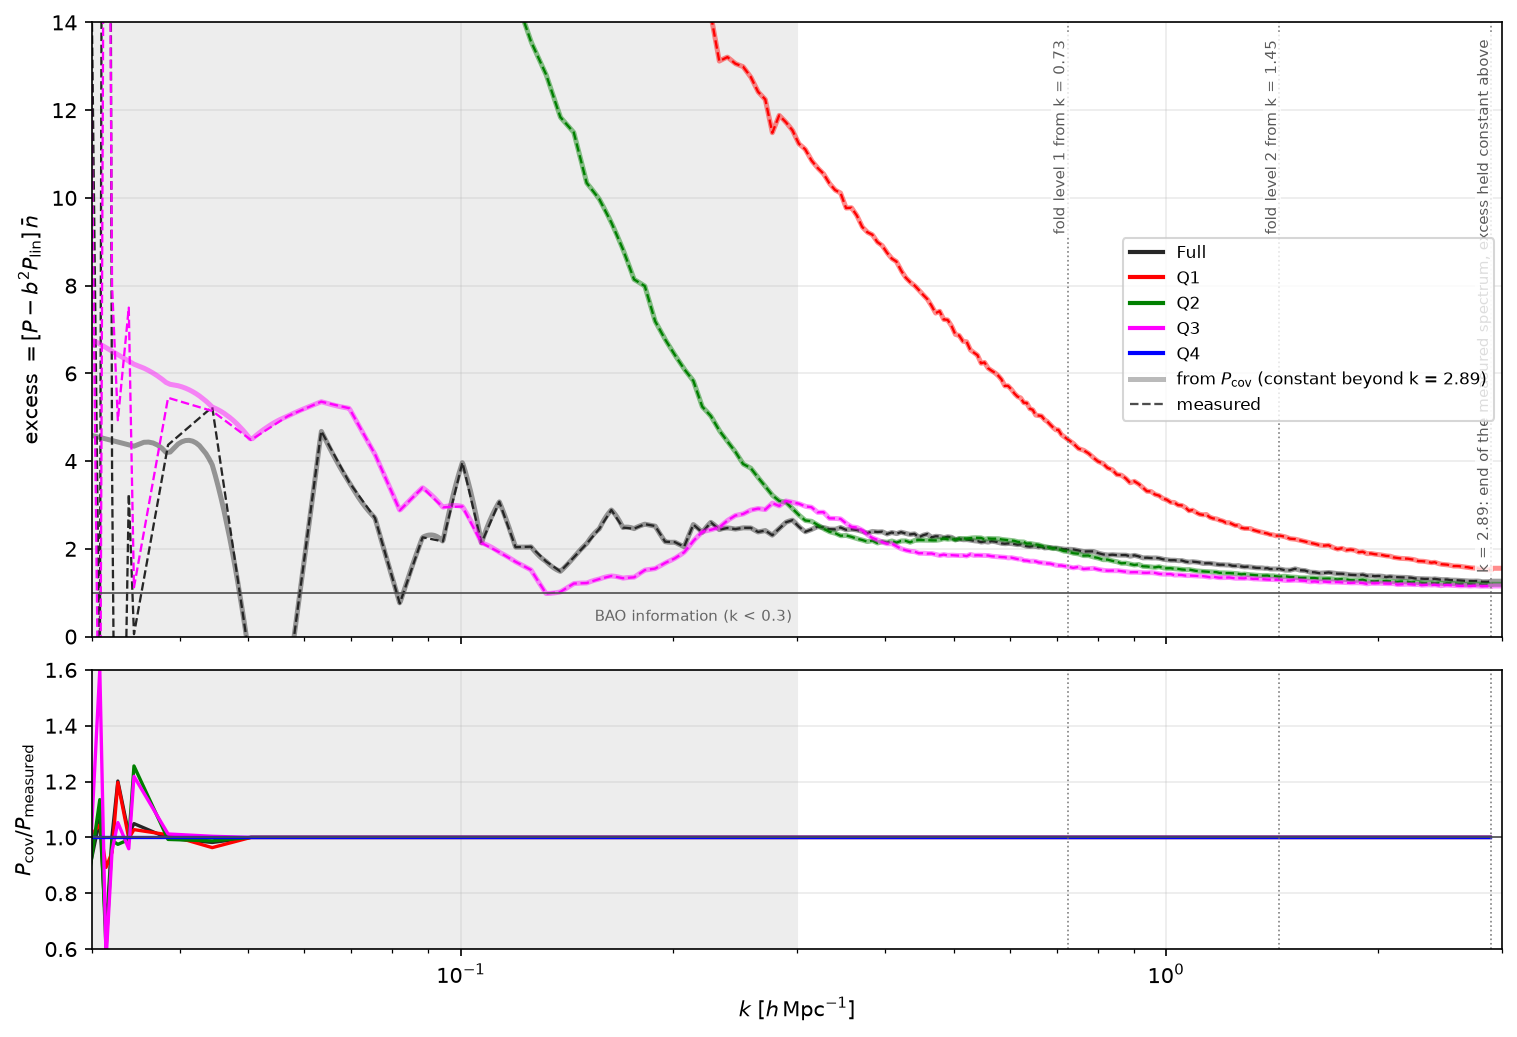 14
12
10
8
6
4
2
0
excess = [P − b²P_lin] n̄
fold level 1 from k = 0.73
fold level 2 from k = 1.45
k = 2.89: end of the measured spectrum, excess held constant above
Full
Q1
Q2
Q3
Q4
from P_cov (constant beyond k = 2.89)
measured
BAO information (k < 0.3)
1.6
1.4
1.2
1.0
0.8
0.6
P_cov/P_measured
10⁻¹
10⁰
k [h Mpc⁻¹]